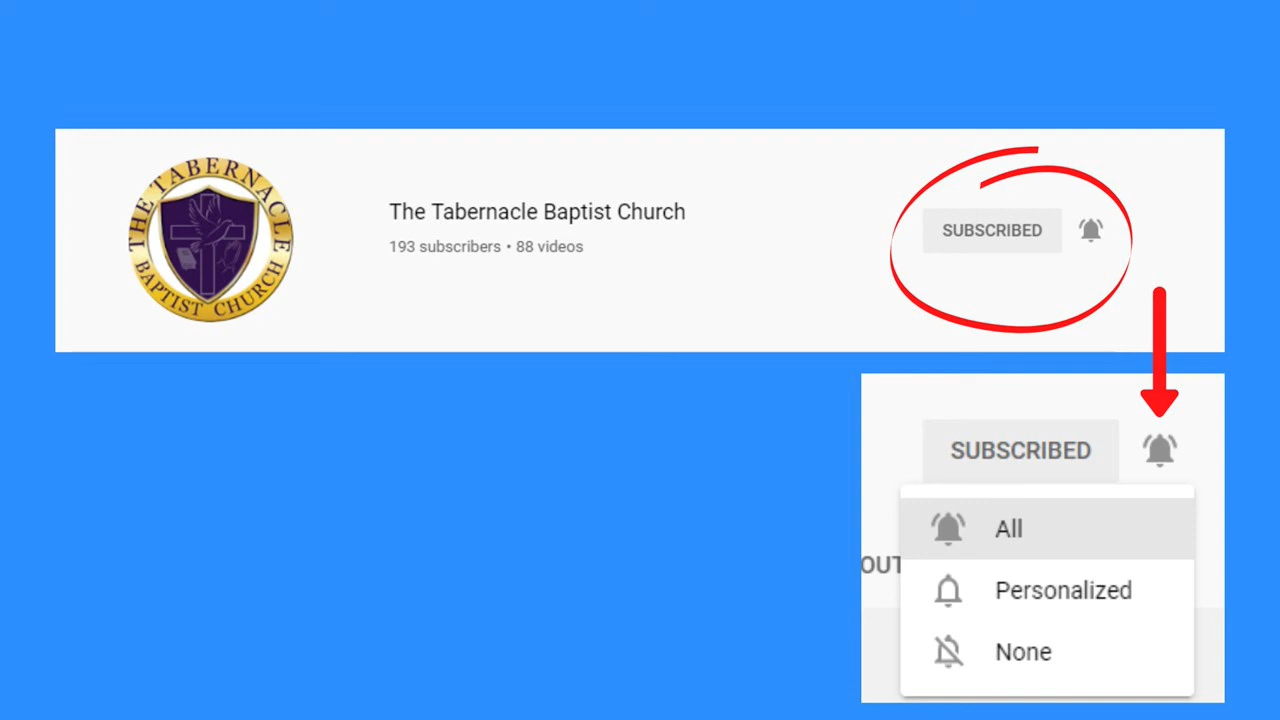 THE TABERNACLE
BAPTIST CHURCH
The Tabernacle Baptist Church
193 subscribers • 88 videos
SUBSCRIBED
SUBSCRIBED
OUT
All
Personalized
None